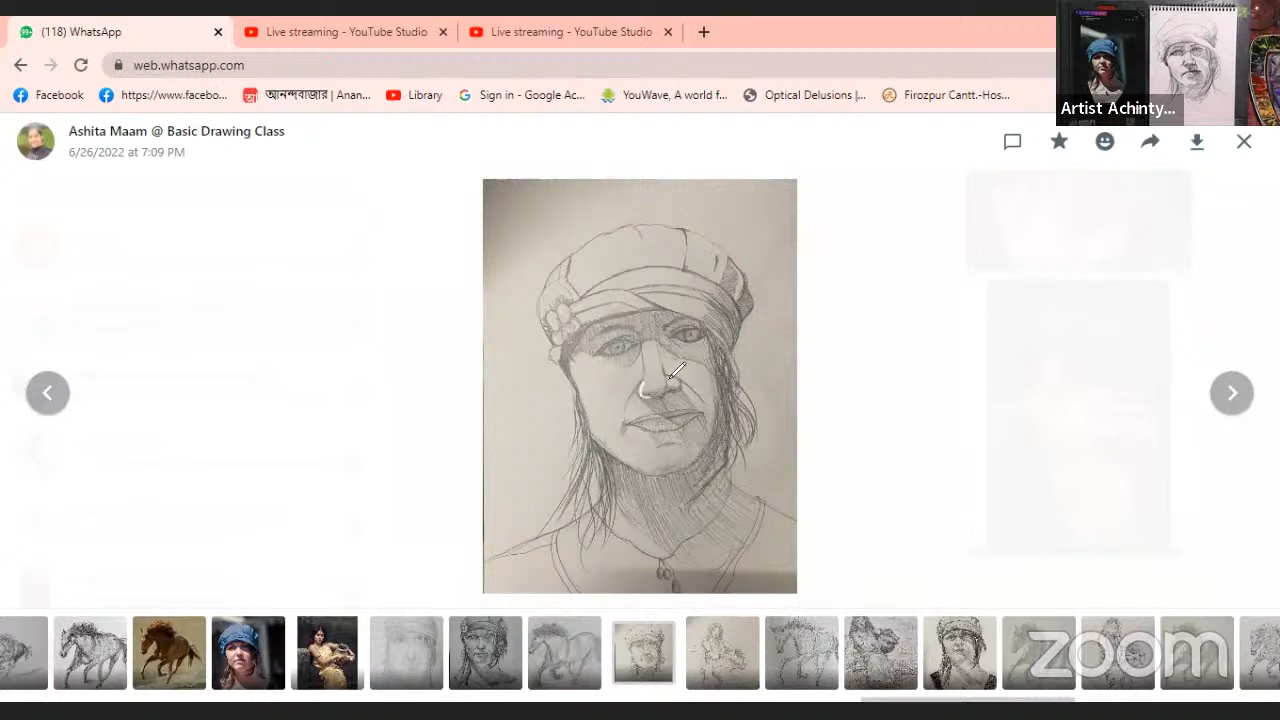 (118) WhatsApp
Live streaming - YouTube Studio
Live streaming - YouTube Studio
web.whatsapp.com
Facebook
https://www.facebo...
আনন্দবাজার | Anan...
Library
Sign in - Google Ac...
YouWave, A world f...
Optical Delusions |...
Firozpur Cantt.-Hos...
Artist Achinty...
Ashita Maam @ Basic Drawing Class
6/26/2022 at 7:09 PM
zoom